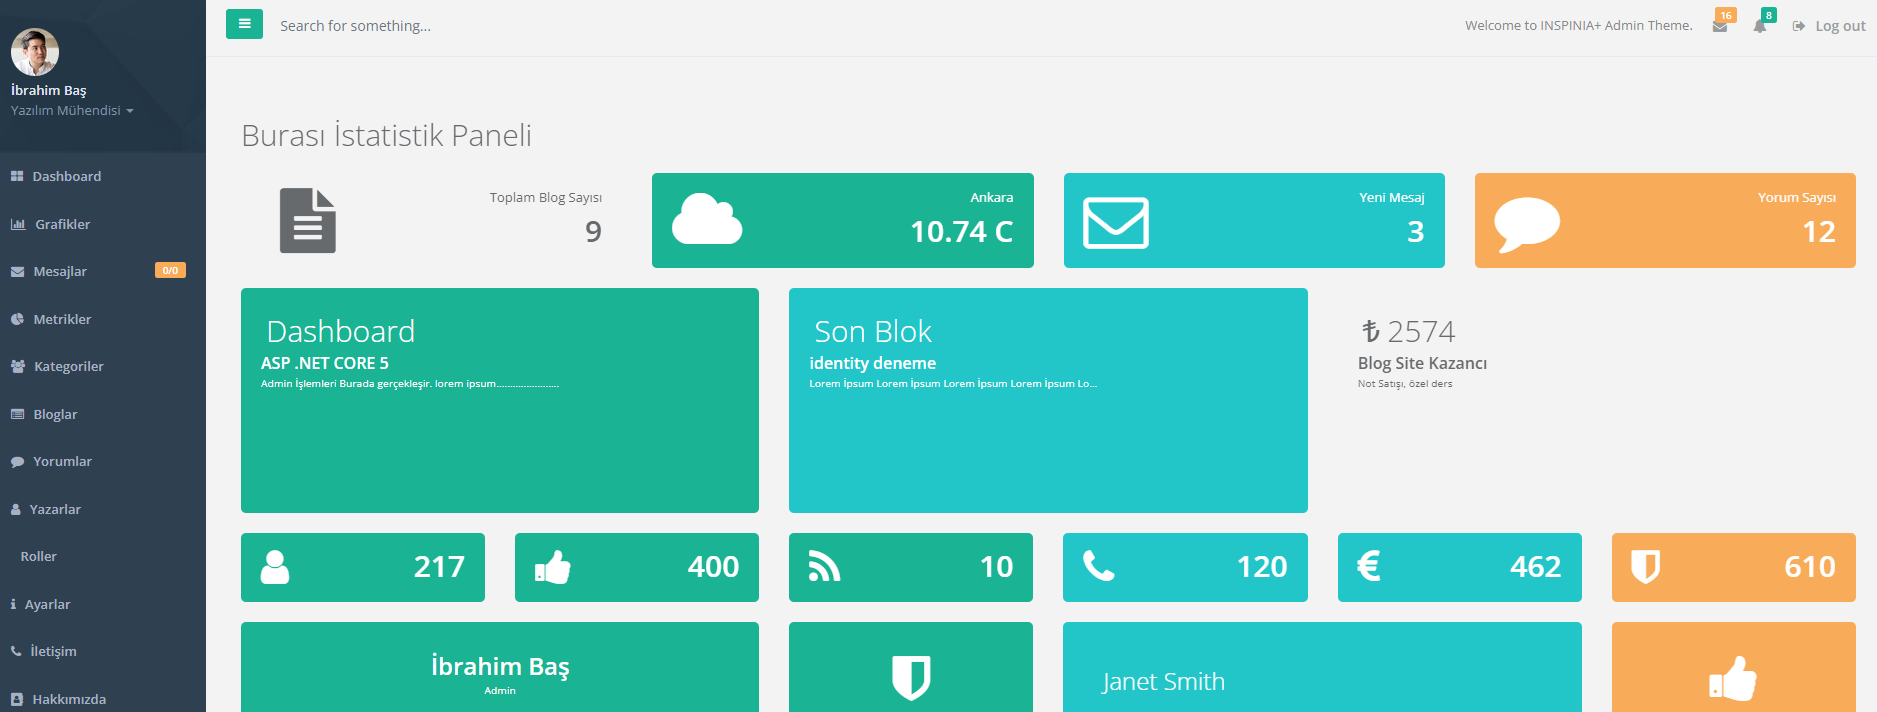 İbrahim Baş
Yazılım Mühendisi
Dashboard
Grafikler
Mesajlar
0/0
Metrikler
Kategoriler
Bloglar
Yorumlar
Yazarlar
Roller
Ayarlar
İletişim
Hakkımızda
Search for something...
Welcome to INSPINIA+ Admin Theme.
16
8
Log out
Burası İstatistik Paneli
Toplam Blog Sayısı
9
Ankara
10.74 C
Yeni Mesaj
3
Yorum Sayısı
12
Dashboard
ASP .NET CORE 5
Admin İşlemleri Burada gerçekleşir. lorem ipsum.......................
Son Blok
identity deneme
Lorem İpsum Lorem İpsum Lorem İpsum Lorem İpsum Lo...
₺ 2574
Blog Site Kazancı
Not Satışı, özel ders
217
400
10
120
€ 462
610
İbrahim Baş
Admin
Janet Smith